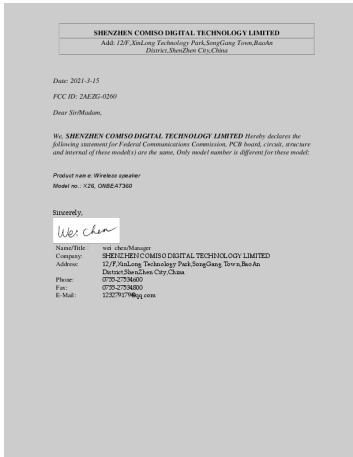 SHENZHEN COMISO DIGITAL TECHNOLOGY LIMITED
Add: 12/F,XinLong Technology Park,SongGang Town,BaoAn
District,ShenZhen City,China
Date: 2021-3-15
FCC ID: 2AEZG-0260
Dear Sir/Madam,
We, SHENZHEN COMISO DIGITAL TECHNOLOGY LIMITED Hereby declares the
following statement for Federal Communications Commission, PCB board, circuit, structure
and internal of these model(s) are the same, Only model number is different for these model:
Product name: Wireless speaker
Model no.: X26, ONBEAT360
Sincerely,
Wei chen
Name/Title : wei chen/Manager
Company: SHENZHEN COMISO DIGITAL TECHNOLOGY LIMITED
Address: 12/F,XinLong Technology Park,SongGang Town,BaoAn
District,ShenZhen City,China
Phone: 0755-27534600
Fax: 0755-27534800
E-Mail: 1232791794@qq.com